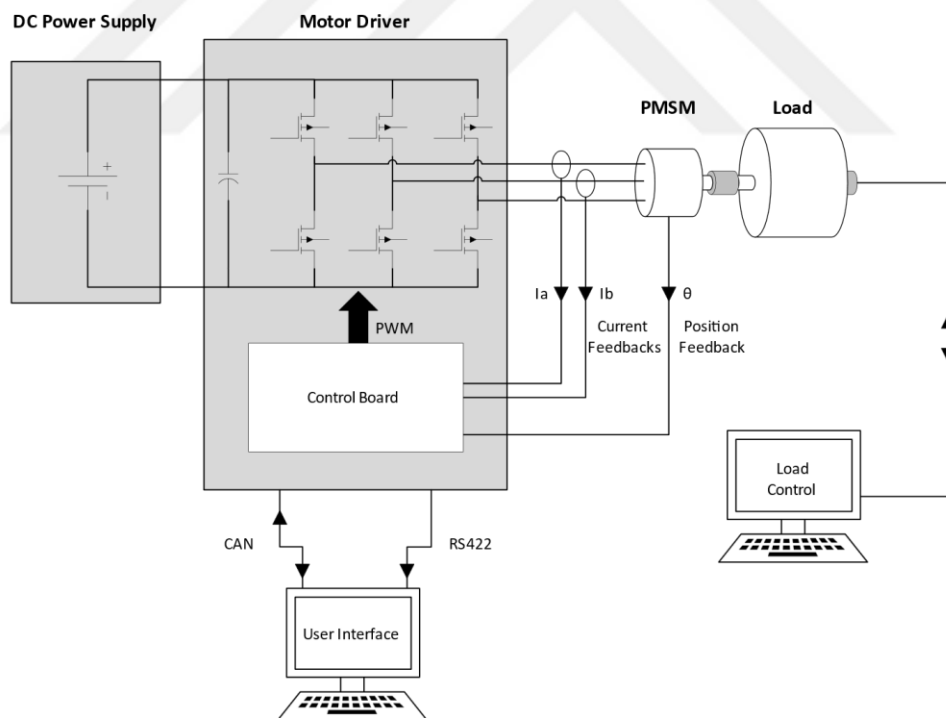 DC Power Supply
Motor Driver
PMSM
Load
+
-
Ia
Ib
θ
Current
Feedbacks
Position
Feedback
PWM
Control Board
Load
Control
CAN
RS422
User Interface